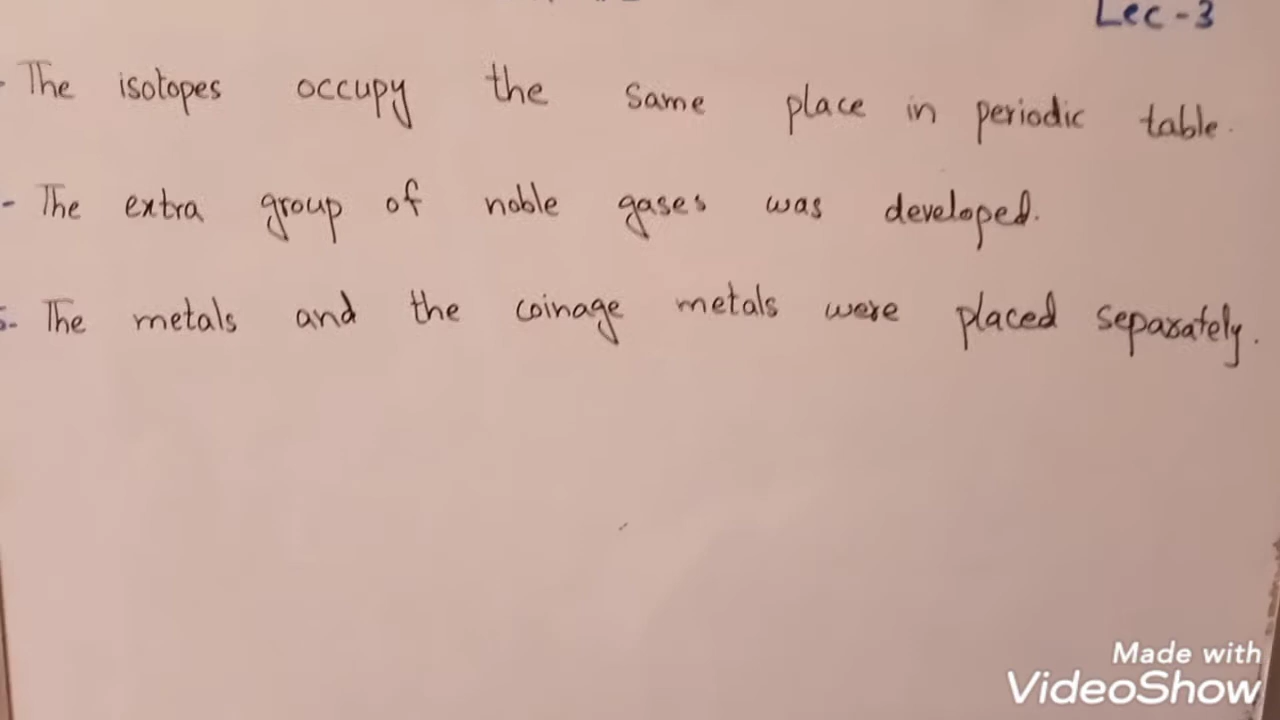 Lec - 3
- The isotopes occupy the same place in periodic table.
- The extra group of noble gases was developed.
5- The metals and the coinage metals were placed separately.
Made with
VideoShow